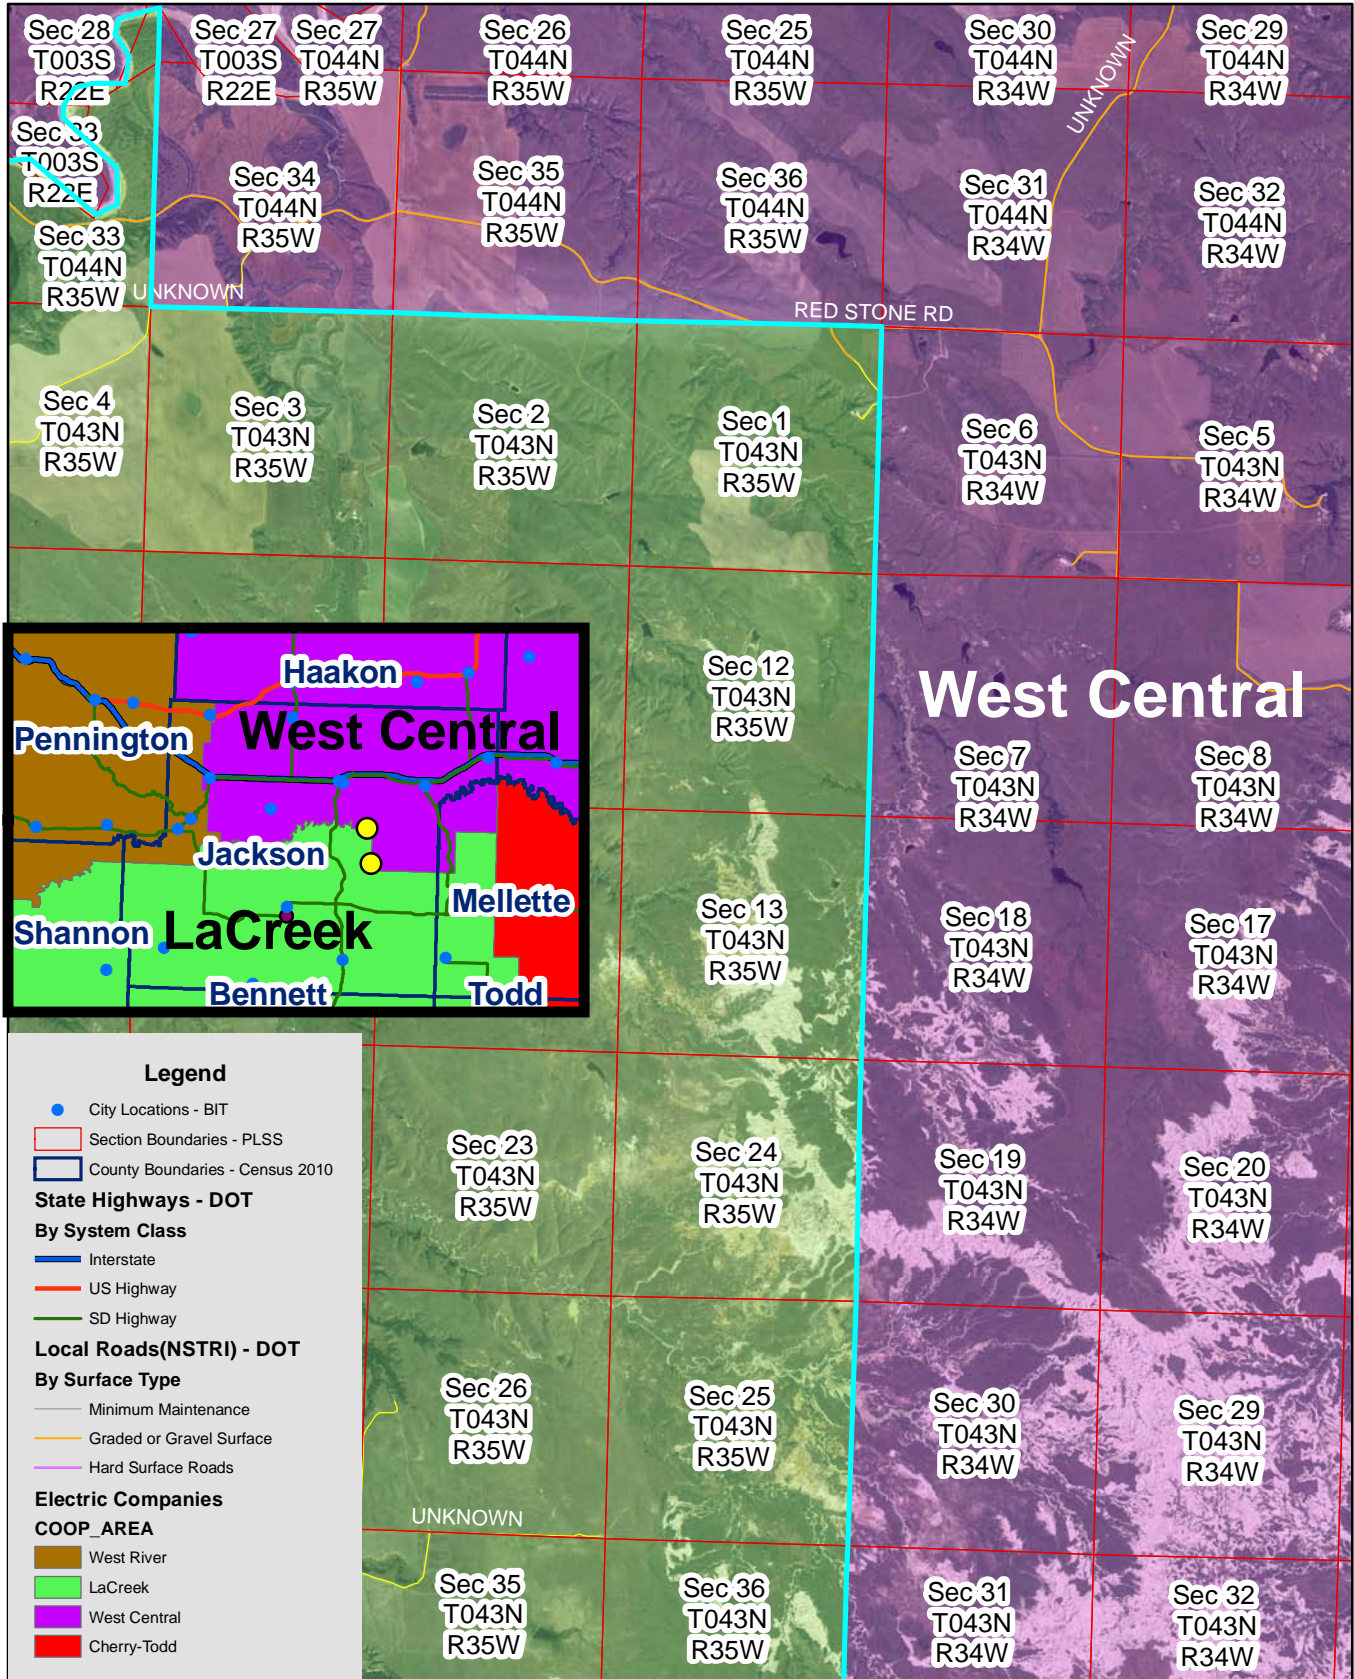 Sec 28
T003S
R22E
Sec 27
T003S
R22E
Sec 27
T044N
R35W
Sec 26
T044N
R35W
Sec 25
T044N
R35W
Sec 30
T044N
R34W
UNKNOWN
Sec 29
T044N
R34W
Sec 33
T003S
R22E
Sec 34
T044N
R35W
Sec 35
T044N
R35W
Sec 36
T044N
R35W
Sec 31
T044N
R34W
Sec 32
T044N
R34W
Sec 33
T044N
R35W
UNKNOWN
RED STONE RD
Sec 4
T043N
R35W
Sec 3
T043N
R35W
Sec 2
T043N
R35W
Sec 1
T043N
R35W
Sec 6
T043N
R34W
Sec 5
T043N
R34W
Haakon
West Central
Pennington
Jackson
Mellette
Shannon
LaCreek
Bennett
Todd
Sec 12
T043N
R35W
West Central
Sec 7
T043N
R34W
Sec 8
T043N
R34W
Sec 13
T043N
R35W
Sec 18
T043N
R34W
Sec 17
T043N
R34W
Sec 23
T043N
R35W
Sec 24
T043N
R35W
Sec 19
T043N
R34W
Sec 20
T043N
R34W
Sec 26
T043N
R35W
Sec 25
T043N
R35W
Sec 30
T043N
R34W
Sec 29
T043N
R34W
UNKNOWN
Sec 35
T043N
R35W
Sec 36
T043N
R35W
Sec 31
T043N
R34W
Sec 32
T043N
R34W
Legend
City Locations - BIT
Section Boundaries - PLSS
County Boundaries - Census 2010
State Highways - DOT
By System Class
Interstate
US Highway
SD Highway
Local Roads(NSTRI) - DOT
By Surface Type
Minimum Maintenance
Graded or Gravel Surface
Hard Surface Roads
Electric Companies
COOP_AREA
West River
LaCreek
West Central
Cherry-Todd